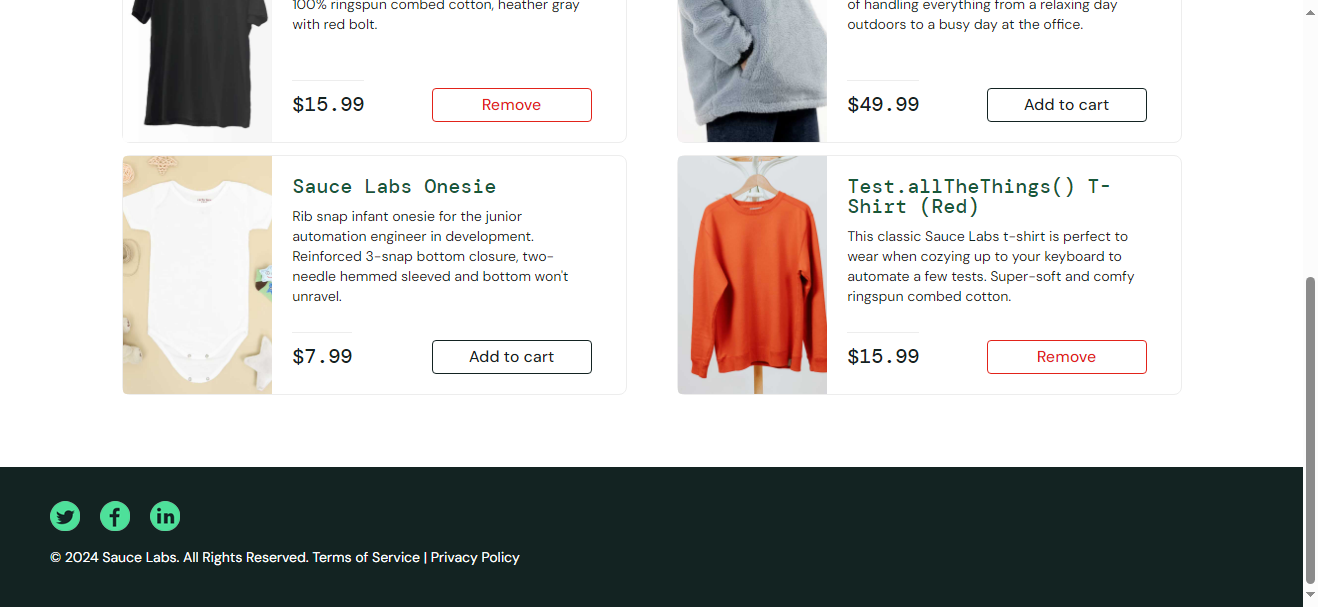 100% ringspun combed cotton, heather gray
with red bolt.
$15.99
Remove
of handling everything from a relaxing day
outdoors to a busy day at the office.
$49.99
Add to cart
Sauce Labs Onesie
Rib snap infant onesie for the junior
automation engineer in development.
Reinforced 3-snap bottom closure, two-
needle hemmed sleeved and bottom won't
unravel.
$7.99
Add to cart
Test.allTheThings() T-
Shirt (Red)
This classic Sauce Labs t-shirt is perfect to
wear when cozying up to your keyboard to
automate a few tests. Super-soft and comfy
ringspun combed cotton.
$15.99
Remove
© 2024 Sauce Labs. All Rights Reserved. Terms of Service | Privacy Policy